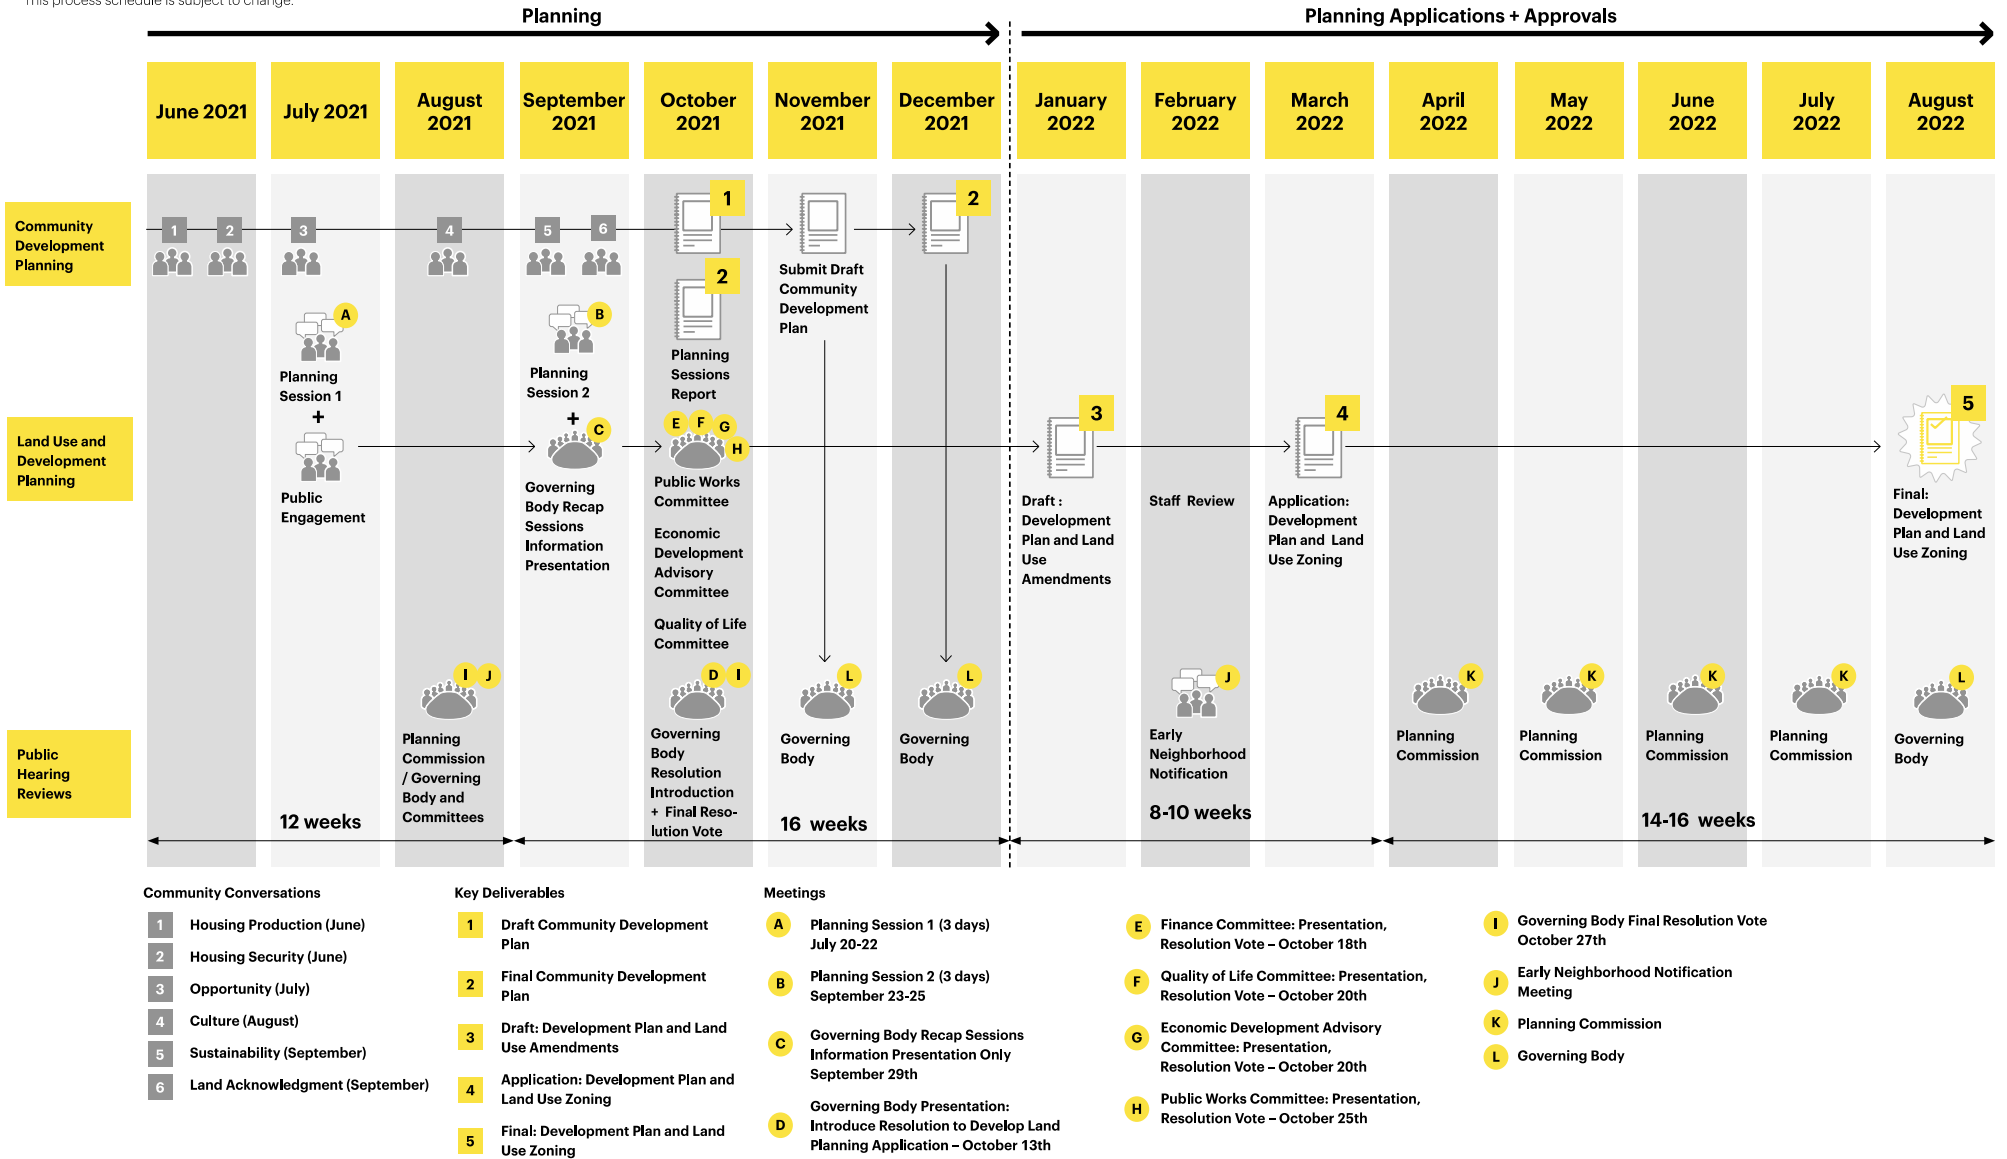 This process schedule is subject to change.
Planning
Planning Applications + Approvals
June 2021
July 2021
August
2021
September
2021
October
2021
November
2021
December
2021
January
2022
February
2022
March
2022
April
2022
May
2022
June
2022
July
2022
August
2022
Community
Development
Planning
1
2
3
4
5
6
1
2
2
A
B
Planning
Session 1
+
Public
Engagement
Planning
Session 2
+
C
Governing
Body Recap
Sessions
Information
Presentation
Planning
Sessions
Report
E
F
G
H
Public Works
Committee
Economic
Development
Advisory
Committee
Quality of Life
Committee
Submit Draft
Community
Development
Plan
Land Use and
Development
Planning
3
Draft :
Development
Plan and Land
Use
Amendments
Staff Review
4
Application:
Development
Plan and Land
Use Zoning
5
Final:
Development
Plan and Land
Use Zoning
Public
Hearing
Reviews
I
J
Planning
Commission
/ Governing
Body and
Committees
D
I
Governing
Body
Resolution
Introduction
+ Final Reso-
lution Vote
L
Governing
Body
L
Governing
Body
J
Early
Neighborhood
Notification
K
Planning
Commission
K
Planning
Commission
K
Planning
Commission
K
Planning
Commission
L
Governing
Body
12 weeks
16 weeks
8-10 weeks
14-16 weeks
Community Conversations
1 Housing Production (June)
2 Housing Security (June)
3 Opportunity (July)
4 Culture (August)
5 Sustainability (September)
6 Land Acknowledgment (September)
Key Deliverables
1 Draft Community Development
Plan
2 Final Community Development
Plan
3 Draft: Development Plan and Land
Use Amendments
4 Application: Development Plan and
Land Use Zoning
5 Final: Development Plan and Land
Use Zoning
Meetings
A Planning Session 1 (3 days)
July 20-22
B Planning Session 2 (3 days)
September 23-25
C Governing Body Recap Sessions
Information Presentation Only
September 29th
D Governing Body Presentation:
Introduce Resolution to Develop Land
Planning Application – October 13th
E Finance Committee: Presentation,
Resolution Vote – October 18th
F Quality of Life Committee: Presentation,
Resolution Vote – October 20th
G Economic Development Advisory
Committee: Presentation,
Resolution Vote – October 20th
H Public Works Committee: Presentation,
Resolution Vote – October 25th
I Governing Body Final Resolution Vote
October 27th
J Early Neighborhood Notification
Meeting
K Planning Commission
L Governing Body